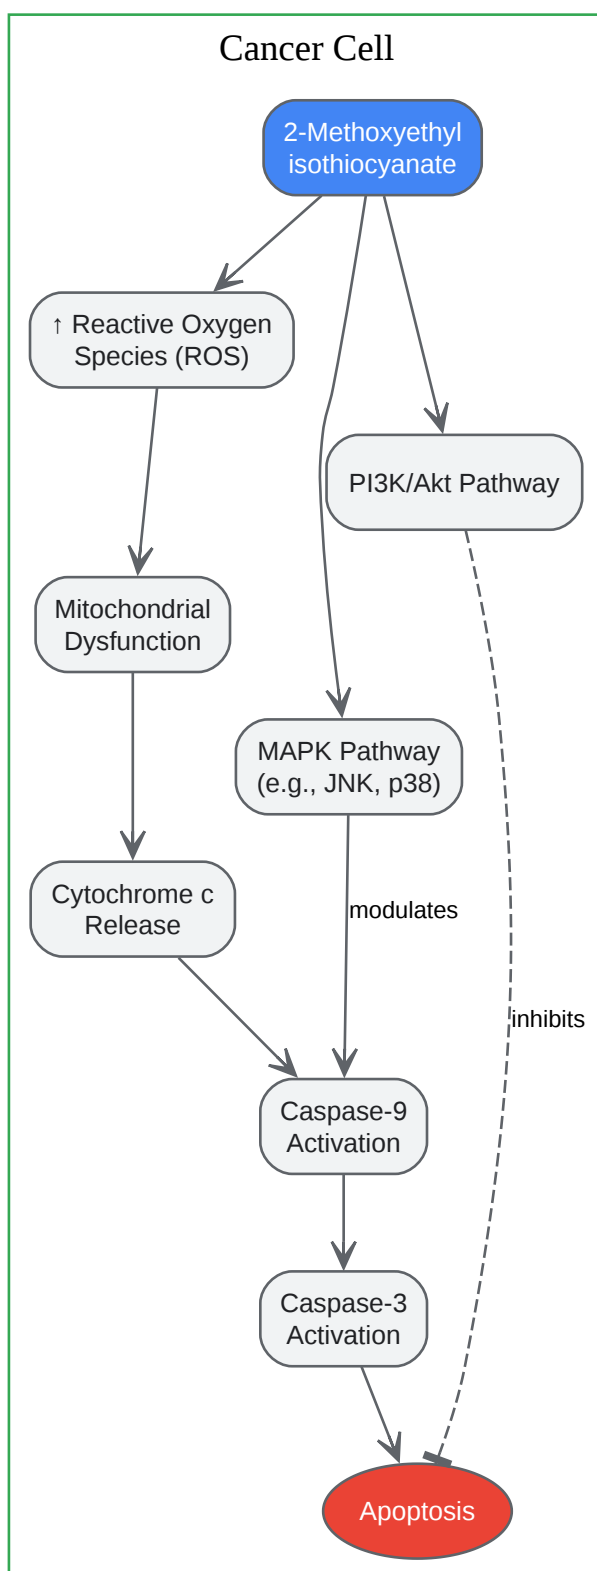 Cancer Cell
2-Methoxyethyl
isothiocyanate
↑ Reactive Oxygen
Species (ROS)
PI3K/Akt Pathway
Mitochondrial
Dysfunction
MAPK Pathway
(e.g., JNK, p38)
Cytochrome c
Release
modulates
inhibits
Caspase-9
Activation
Caspase-3
Activation
Apoptosis